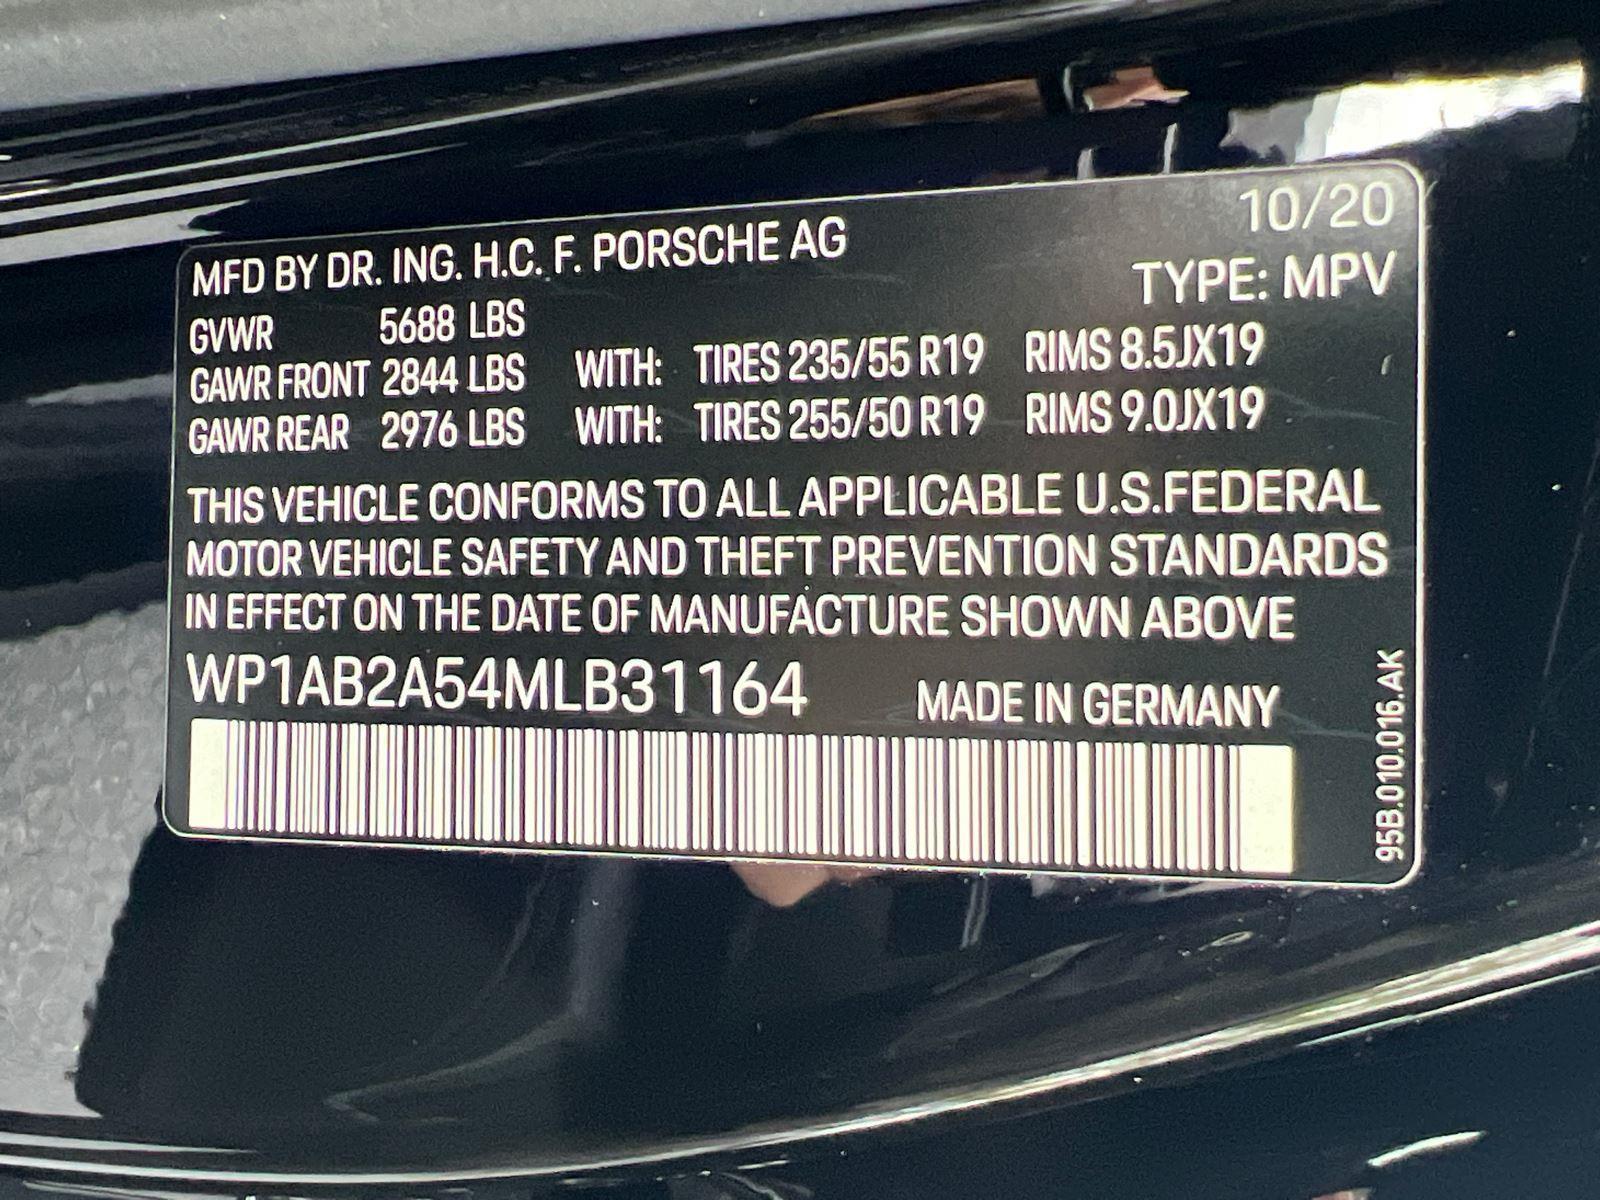 10/20
MFD BY DR. ING. H.C. F. PORSCHE AG
TYPE: MPV
GVWR 5688 LBS
GAWR FRONT 2844 LBS WITH: TIRES 235/55 R19 RIMS 8.5JX19
GAWR REAR 2976 LBS WITH: TIRES 255/50 R19 RIMS 9.0JX19
THIS VEHICLE CONFORMS TO ALL APPLICABLE U.S.FEDERAL
MOTOR VEHICLE SAFETY AND THEFT PREVENTION STANDARDS
IN EFFECT ON THE DATE OF MANUFACTURE SHOWN ABOVE
WP1AB2A54MLB31164 MADE IN GERMANY
95B.010.016.AK